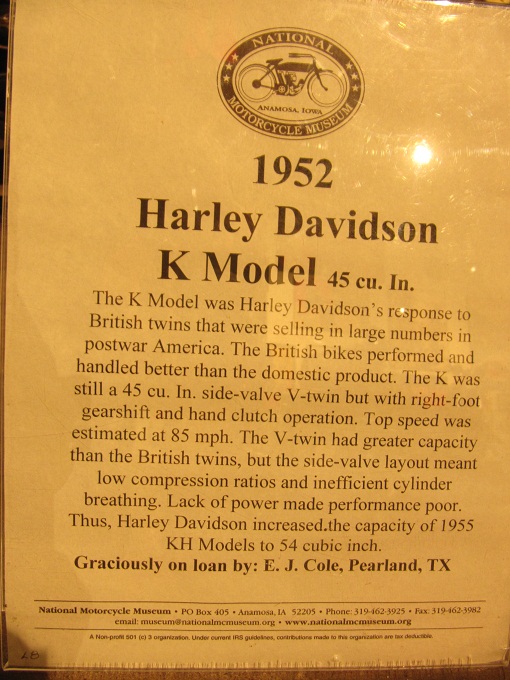 NATIONAL
ANAMOSA, IOWA
MOTORCYCLE MUSEUM
1952
Harley Davidson
K Model 45 cu. In.
The K Model was Harley Davidson's response to
British twins that were selling in large numbers in
postwar America. The British bikes performed and
handled better than the domestic product. The K was
still a 45 cu. In. side-valve V-twin but with right-foot
gearshift and hand clutch operation. Top speed was
estimated at 85 mph. The V-twin had greater capacity
than the British twins, but the side-valve layout meant
low compression ratios and inefficient cylinder
breathing. Lack of power made performance poor.
Thus, Harley Davidson increased.the capacity of 1955
KH Models to 54 cubic inch.
Graciously on loan by: E. J. Cole, Pearland, TX
National Motorcycle Museum • PO Box 405 • Anamosa, IA 52205 • Phone: 319-462-3925 • Fax: 319-462-3982
email: museum@nationalmcmuseum.org • www.nationalmcmuseum.org
A Non-profit 501 (c) 3 organization. Under current IRS guidelines, contributions made to this organization are tax deductible.
L8